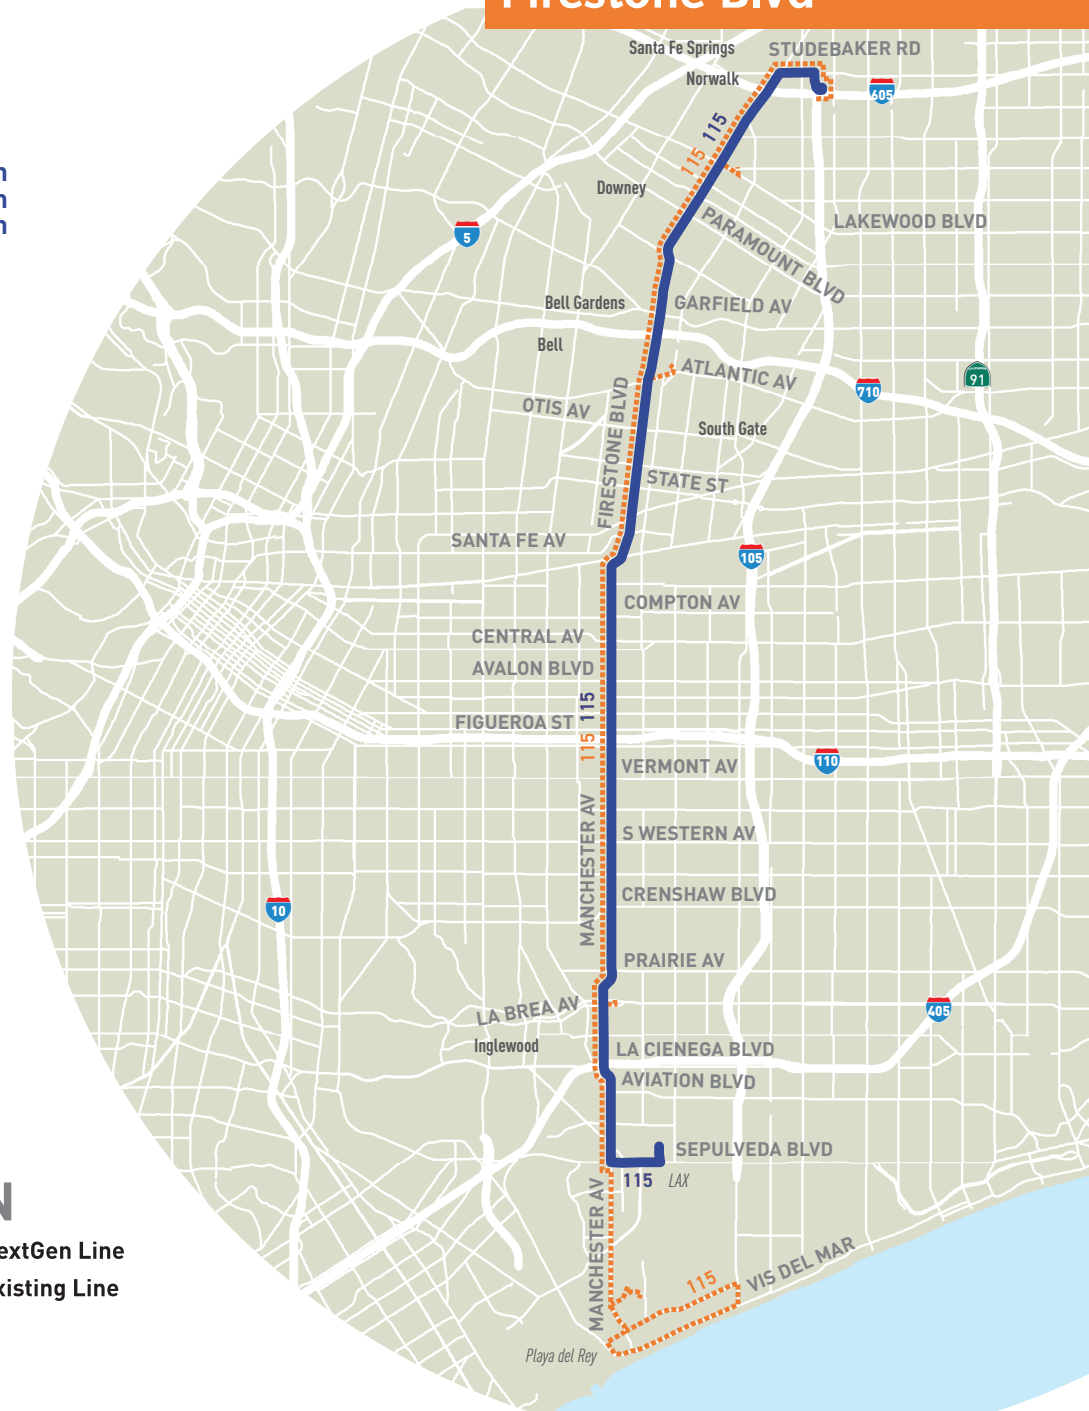 Firestone Blvd
Santa Fe Springs
STUDEBAKER RD
Norwalk
605
115
115
Downey
PARAMOUNT BLVD
LAKEWOOD BLVD
5
Bell Gardens
GARFIELD AV
Bell
ATLANTIC AV
710
91
OTIS AV
FIRESTONE BLVD
South Gate
STATE ST
SANTA FE AV
105
COMPTON AV
CENTRAL AV
AVALON BLVD
115 115
FIGUEROA ST
VERMONT AV
110
MANCHESTER AV
S WESTERN AV
CRENSHAW BLVD
10
PRAIRIE AV
LA BREA AV
405
Inglewood
LA CIENEGA BLVD
AVIATION BLVD
SEPULVEDA BLVD
115
LAX
MANCHESTER AV
N
extGen Line
xisting Line
115
VIS DEL MAR
Playa del Rey